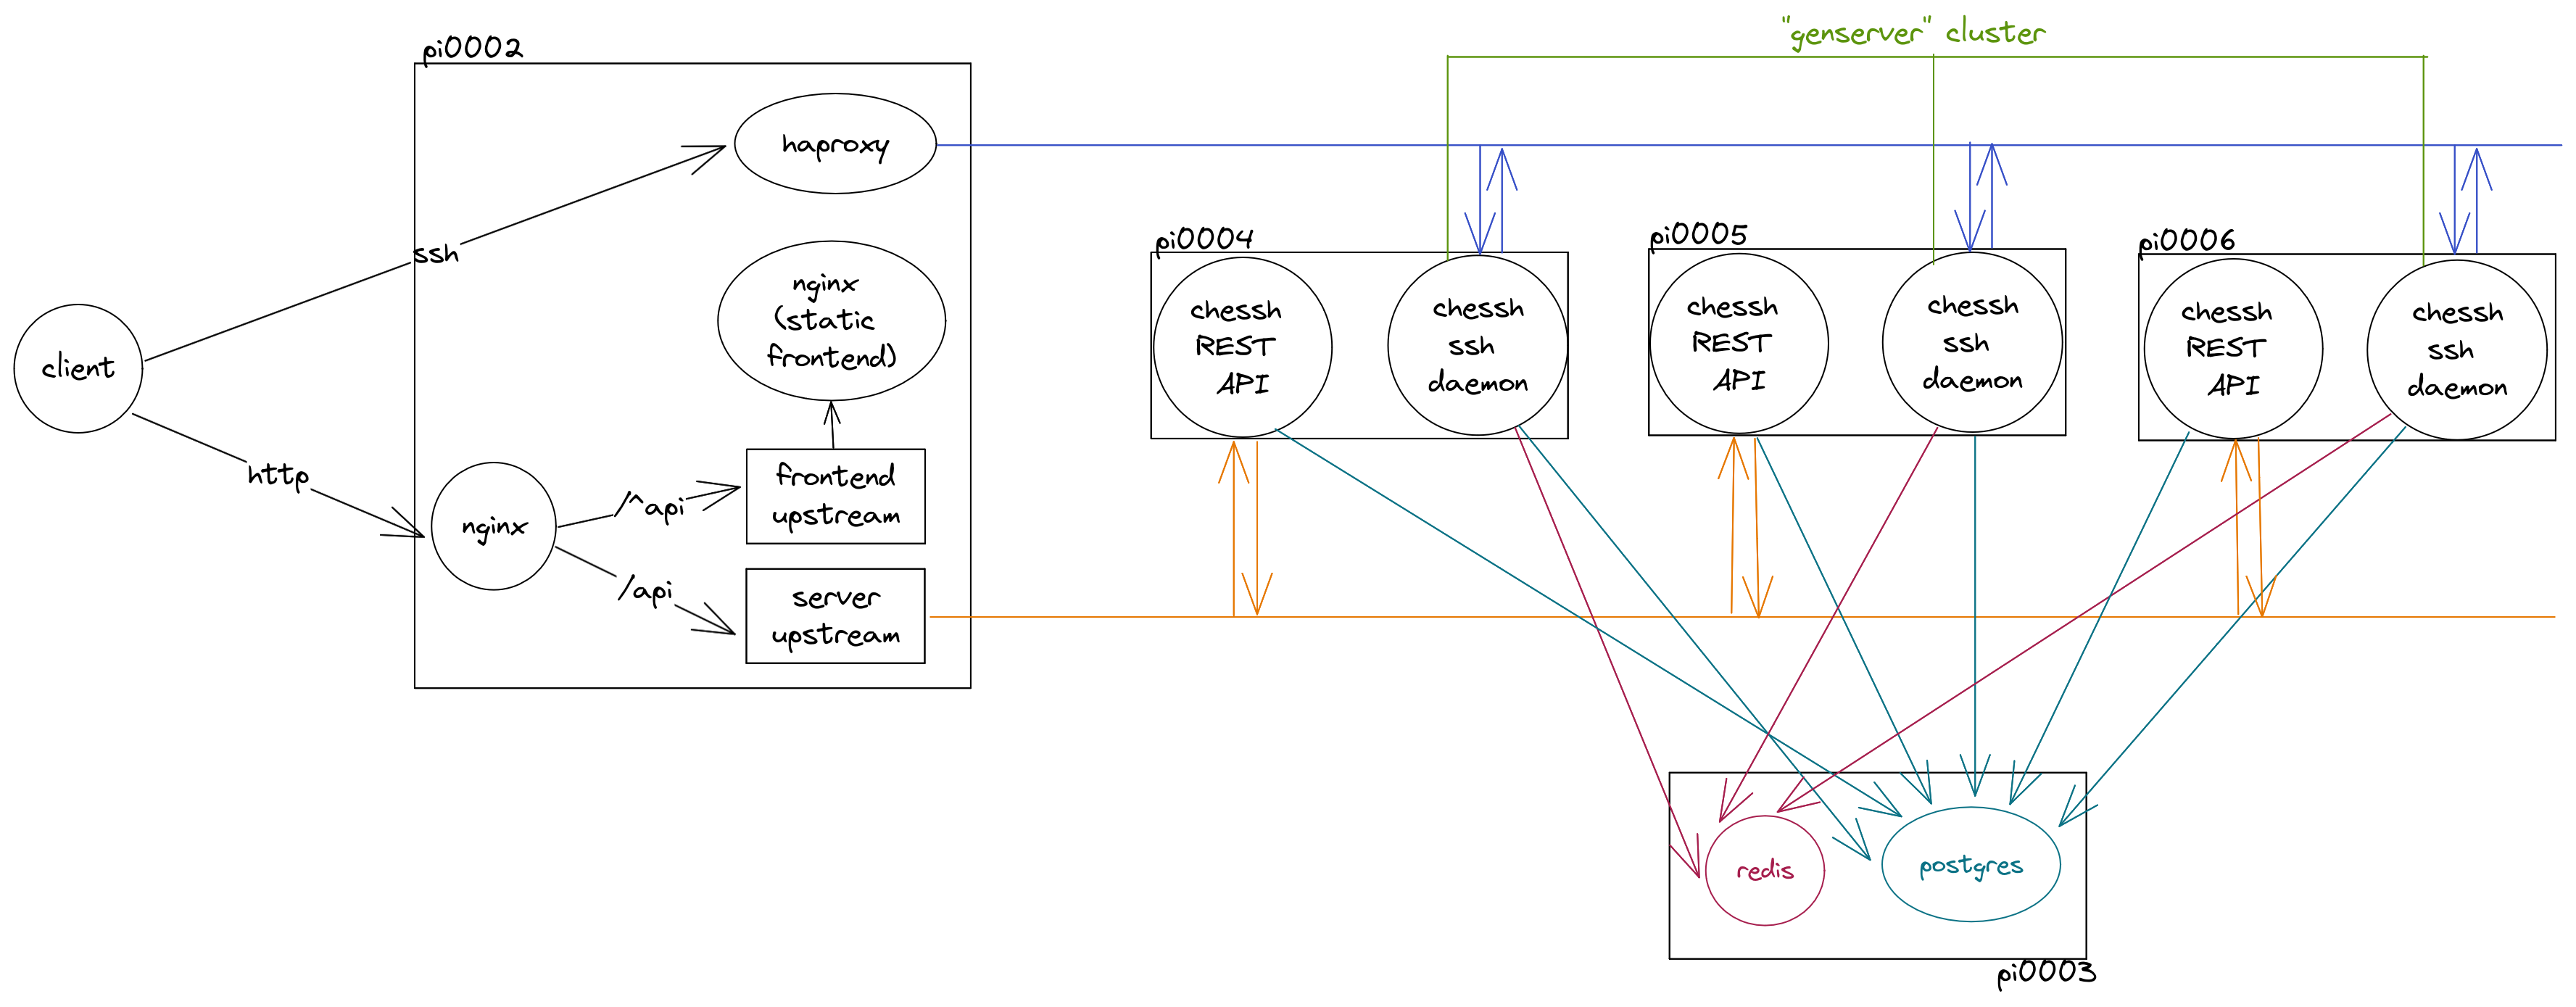 "genserver" cluster
pi0002
haproxy
ssh
nginx
(static
frontend)
client
http
nginx
/^api
frontend
upstream
/api
server
upstream
pi0004
chessh
REST
API
chessh
ssh
daemon
pi0005
chessh
REST
API
chessh
ssh
daemon
pi0006
chessh
REST
API
chessh
ssh
daemon
redis
postgres
pi0003